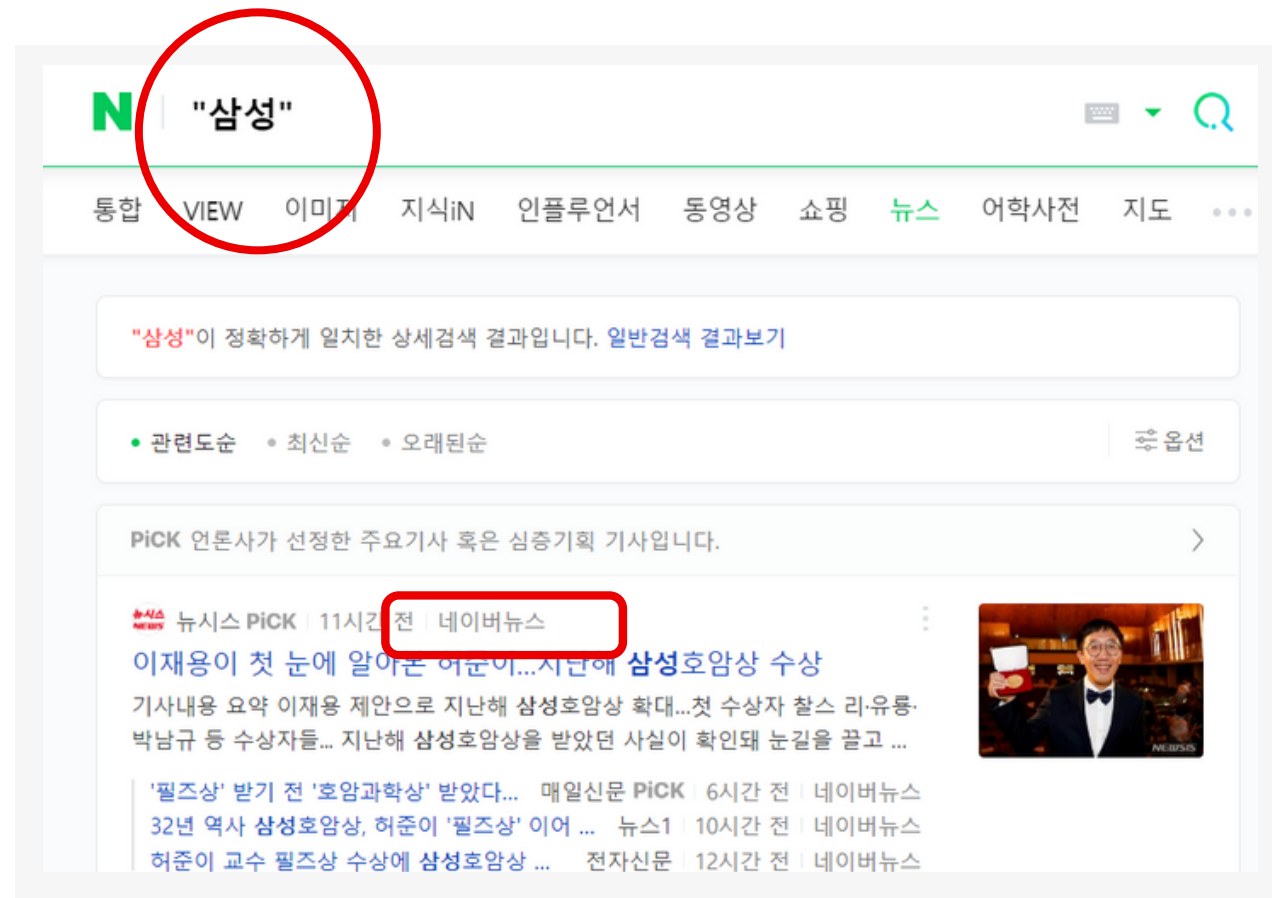 N "삼성"
통합 VIEW 이미지 지식iN 인플루언서 동영상 쇼핑 뉴스 어학사전 지도
"삼성"이 정확하게 일치한 상세검색 결과입니다. 일반검색 결과보기
관련도순 최신순 오래된순 옵션
PiCK 언론사가 선정한 주요기사 혹은 심층기획 기사입니다.
뉴시스 NEWS 뉴시스 PiCK 11시간 전 네이버뉴스
이재용이 첫 눈에 알아본 허준이...지난해 삼성호암상 수상
기사내용 요약 이재용 제안으로 지난해 삼성호암상 확대...첫 수상자 찰스 리·유룡·
박남규 등 수상자들... 지난해 삼성호암상을 받았던 사실이 확인돼 눈길을 끌고 ...
NEWSIS
'필즈상' 받기 전 '호암과학상' 받았다... 매일신문 PiCK 6시간 전 네이버뉴스
32년 역사 삼성호암상, 허준이 '필즈상' 이어 ... 뉴스1 10시간 전 네이버뉴스
허준이 교수 필즈상 수상에 삼성호암상 ... 전자신문 12시간 전 네이버뉴스